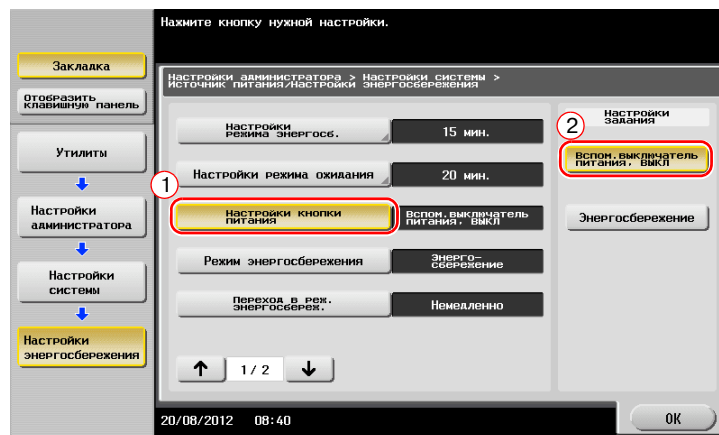 Нажмите кнопку нужной настройки.
Закладка
Отобразить
клавишную панель
Утилиты
Настройки
администратора
Настройки
системы
Настройки
энергосбережения
Настройки администратора > Настройки системы >
Источник питания/Настройки энергосбережения
Настройки
режима энергосб.
15 мин.
Настройки режима ожидания
20 мин.
1
Настройки кнопки
питания
Вспом.выключатель
питания, ВЫКЛ
Режим энергосбережения
Энерго-
сбережение
Переход в реж.
энергосбереж.
Немедленно
1/ 2
Настройки
задания
2
Вспом.выключатель
питания, ВЫКЛ
Энергосбережение
20/08/2012 08:40
OK